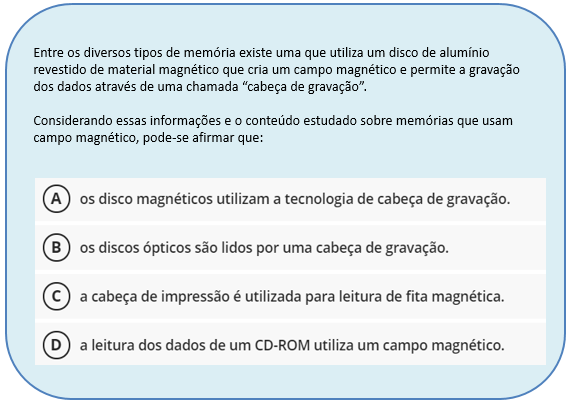 Entre os diversos tipos de memória existe uma que utiliza um disco de alumínio
revestido de material magnético que cria um campo magnético e permite a gravação
dos dados através de uma chamada “cabeça de gravação”.
Considerando essas informações e o conteúdo estudado sobre memórias que usam
campo magnético, pode-se afirmar que:
A os disco magnéticos utilizam a tecnologia de cabeça de gravação.
B os discos ópticos são lidos por uma cabeça de gravação.
C a cabeça de impressão é utilizada para leitura de fita magnética.
D a leitura dos dados de um CD-ROM utiliza um campo magnético.